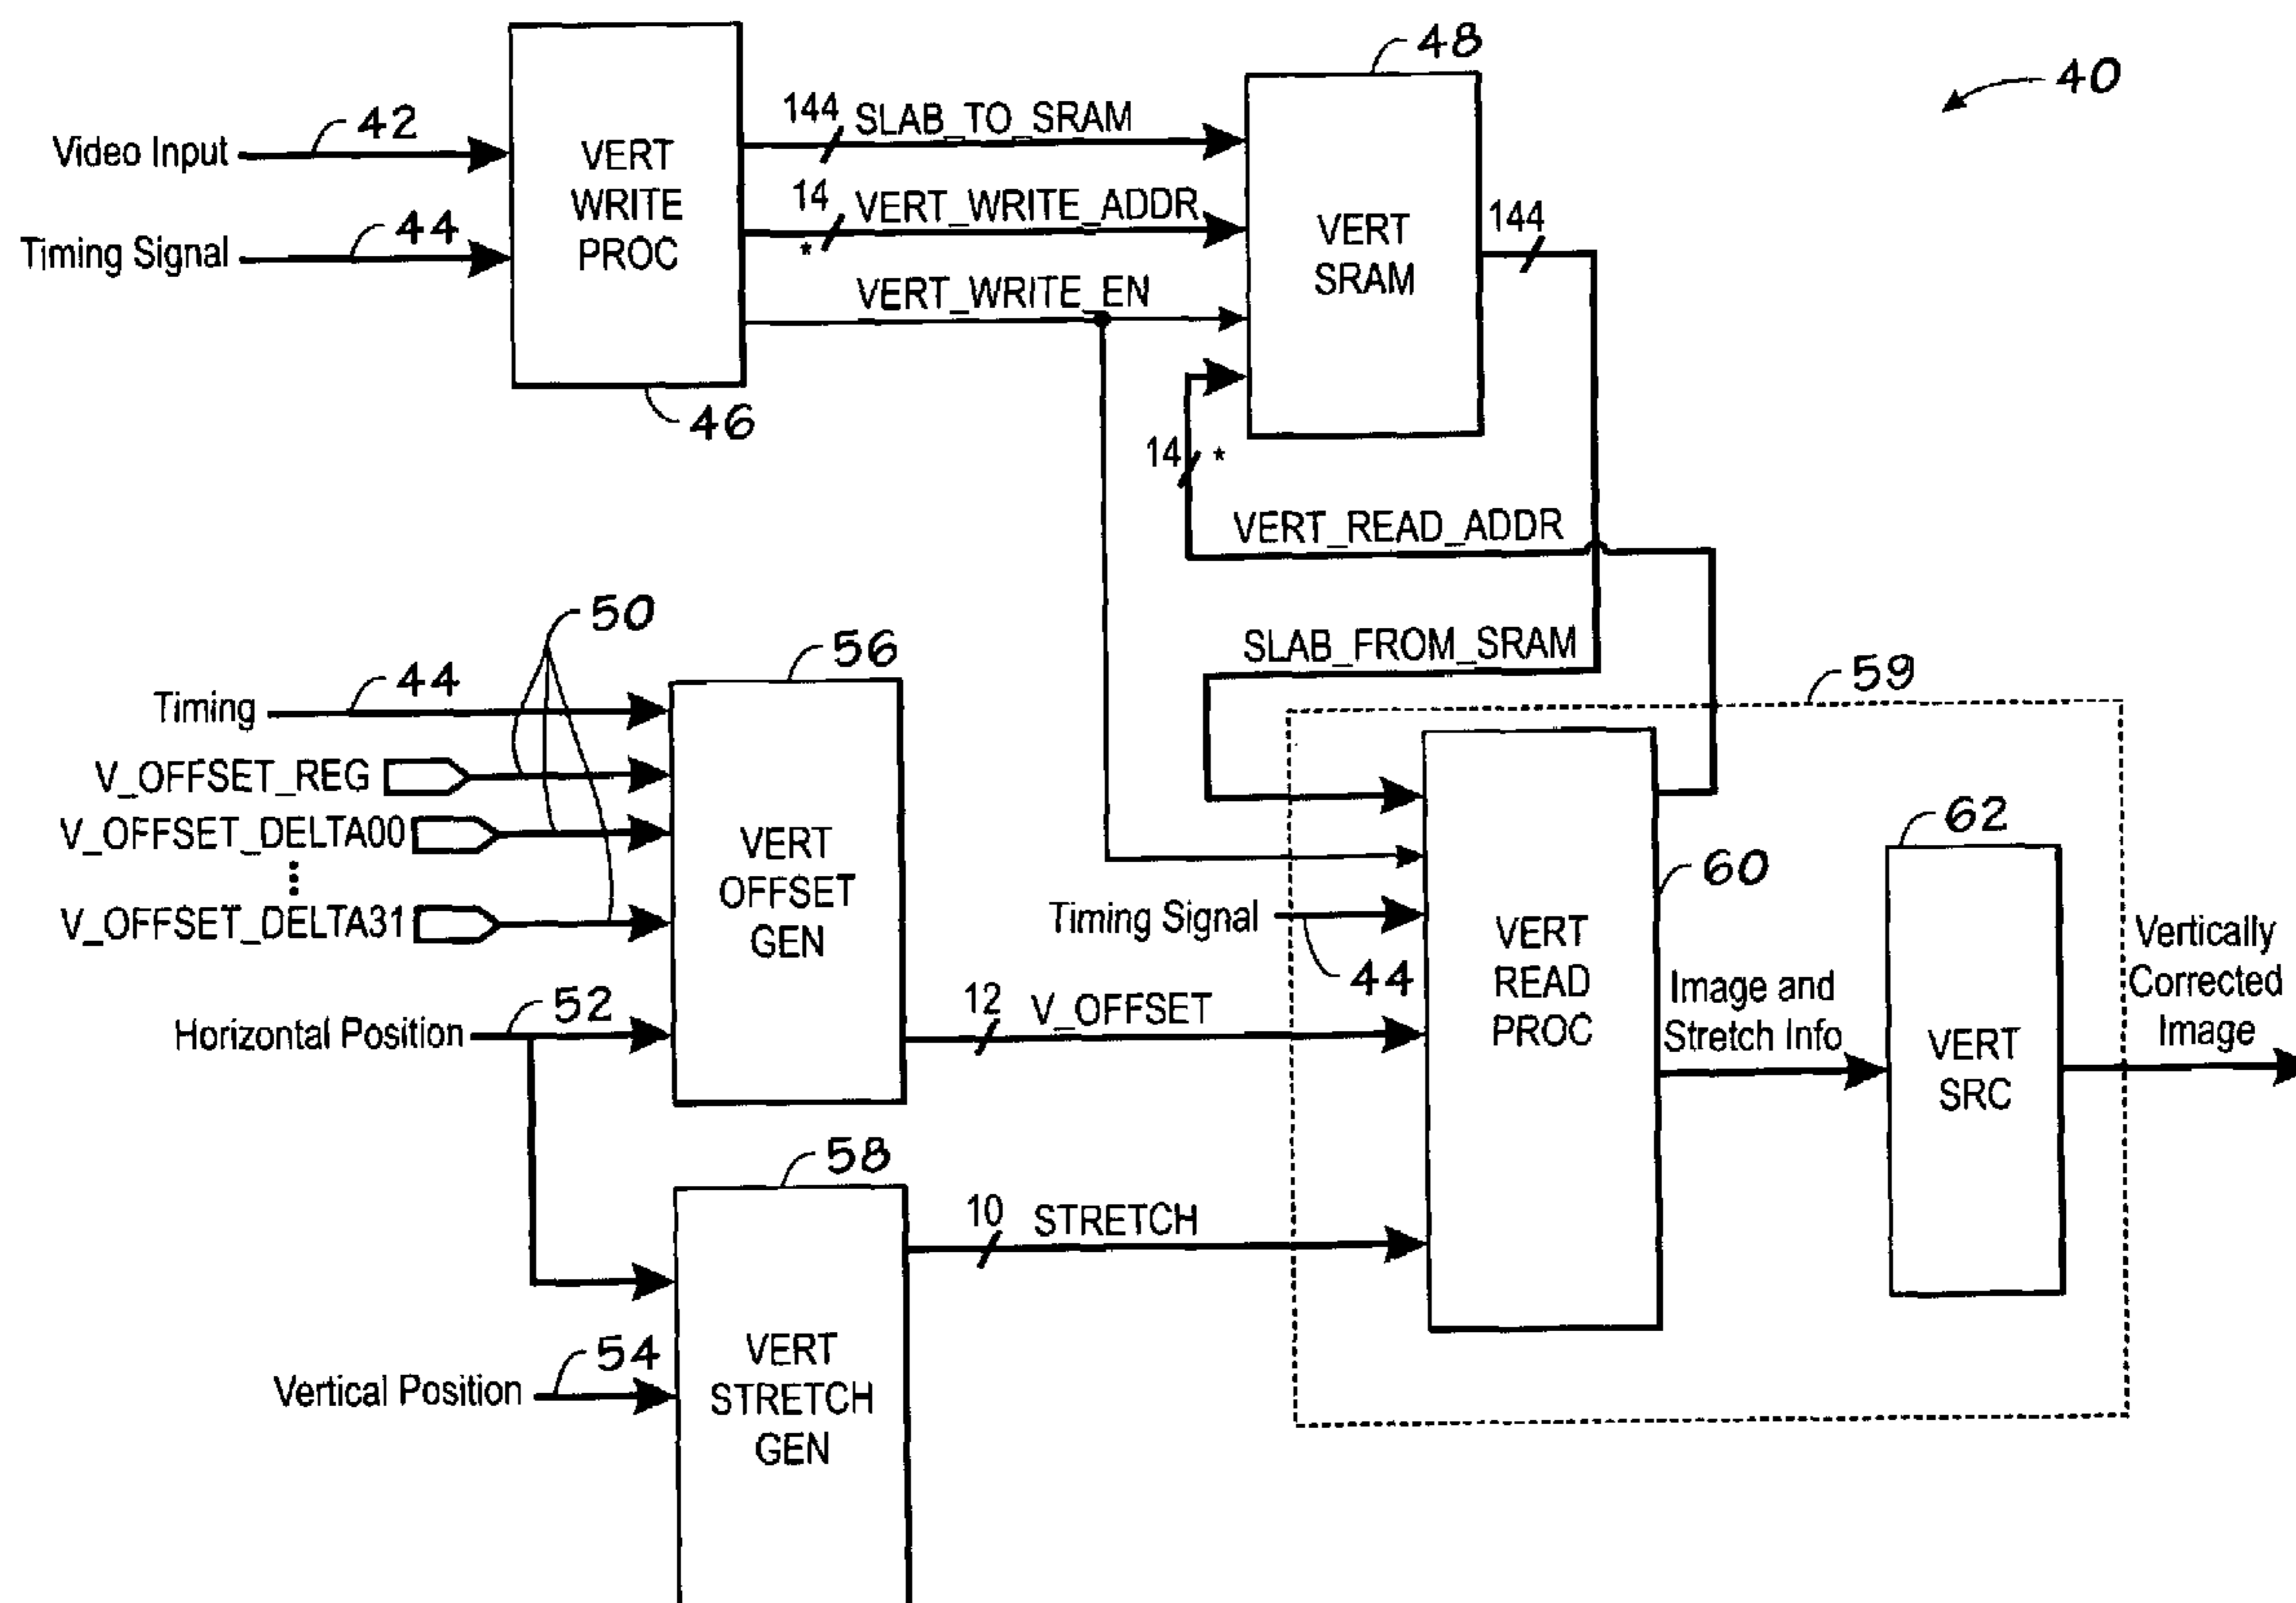 48
40
42
Video Input
44
Timing Signal
VERT
WRITE
PROC
46
144 SLAB_TO_SRAM
14 VERT_WRITE_ADDR
*
VERT_WRITE_EN
VERT
SRAM
144
14 *
VERT_READ_ADDR
SLAB_FROM_SRAM
50
56
59
44
Timing
V_OFFSET_REG
V_OFFSET_DELTA00
V_OFFSET_DELTA31
52
Horizontal Position
VERT
OFFSET
GEN
12 V_OFFSET
Timing Signal
44
VERT
READ
PROC
60
62
Image and
Stretch Info
VERT
SRC
Vertically
Corrected
Image
58
10 STRETCH
54
Vertical Position
VERT
STRETCH
GEN